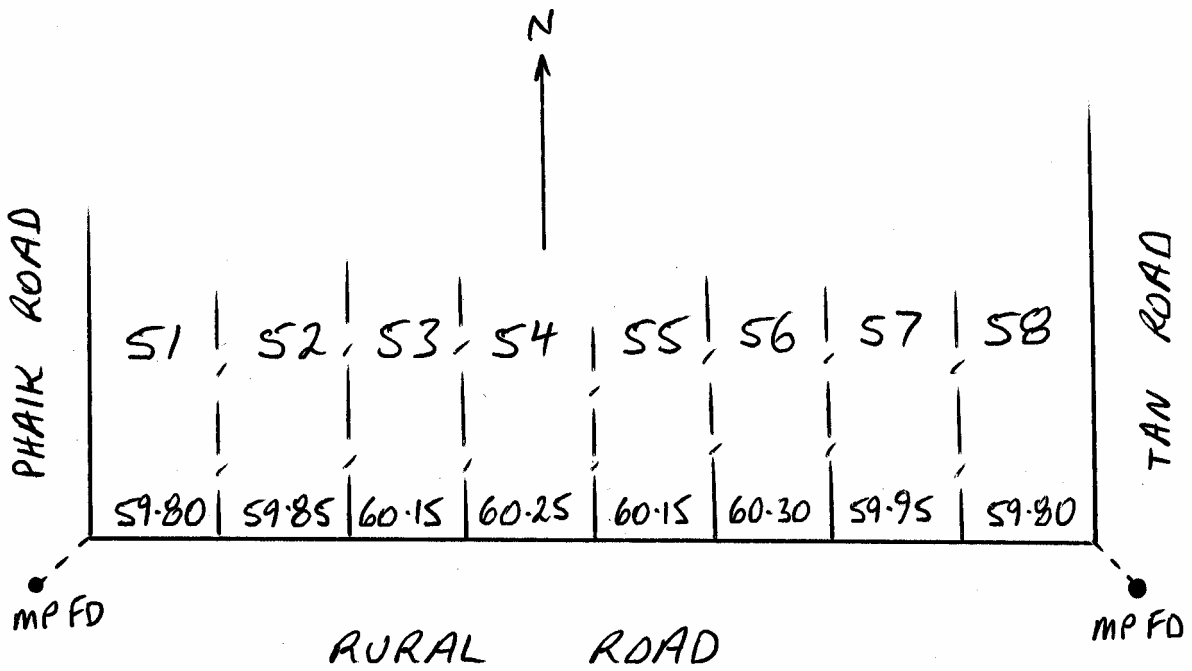 N
PHAIK ROAD
TAN ROAD
51 52 53 54 55 56 57 58
59.80 59.85 60.15 60.25 60.15 60.30 59.95 59.80
MP FD
MP FD
RURAL ROAD